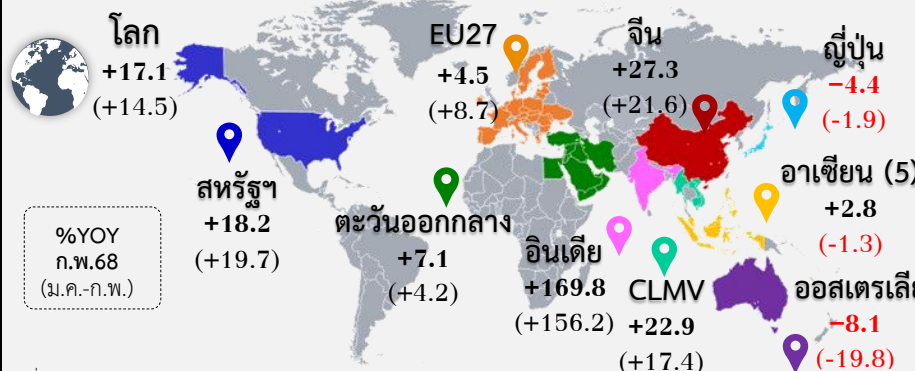 โลก
+17.1
(+14.5)
EU27
+4.5
(+8.7)
จีน
+27.3
(+21.6)
ญี่ปุ่น
−4.4
(-1.9)
สหรัฐฯ
+18.2
(+19.7)
ตะวันออกกลาง
+7.1
(+4.2)
อินเดีย
+169.8
(+156.2)
CLMV
+22.9
(+17.4)
อาเซียน (5)
+2.8
(-1.3)
ออสเตรเลีย
−8.1
(-19.8)
%YOY
ก.พ.68
(ม.ค.-ก.พ.)